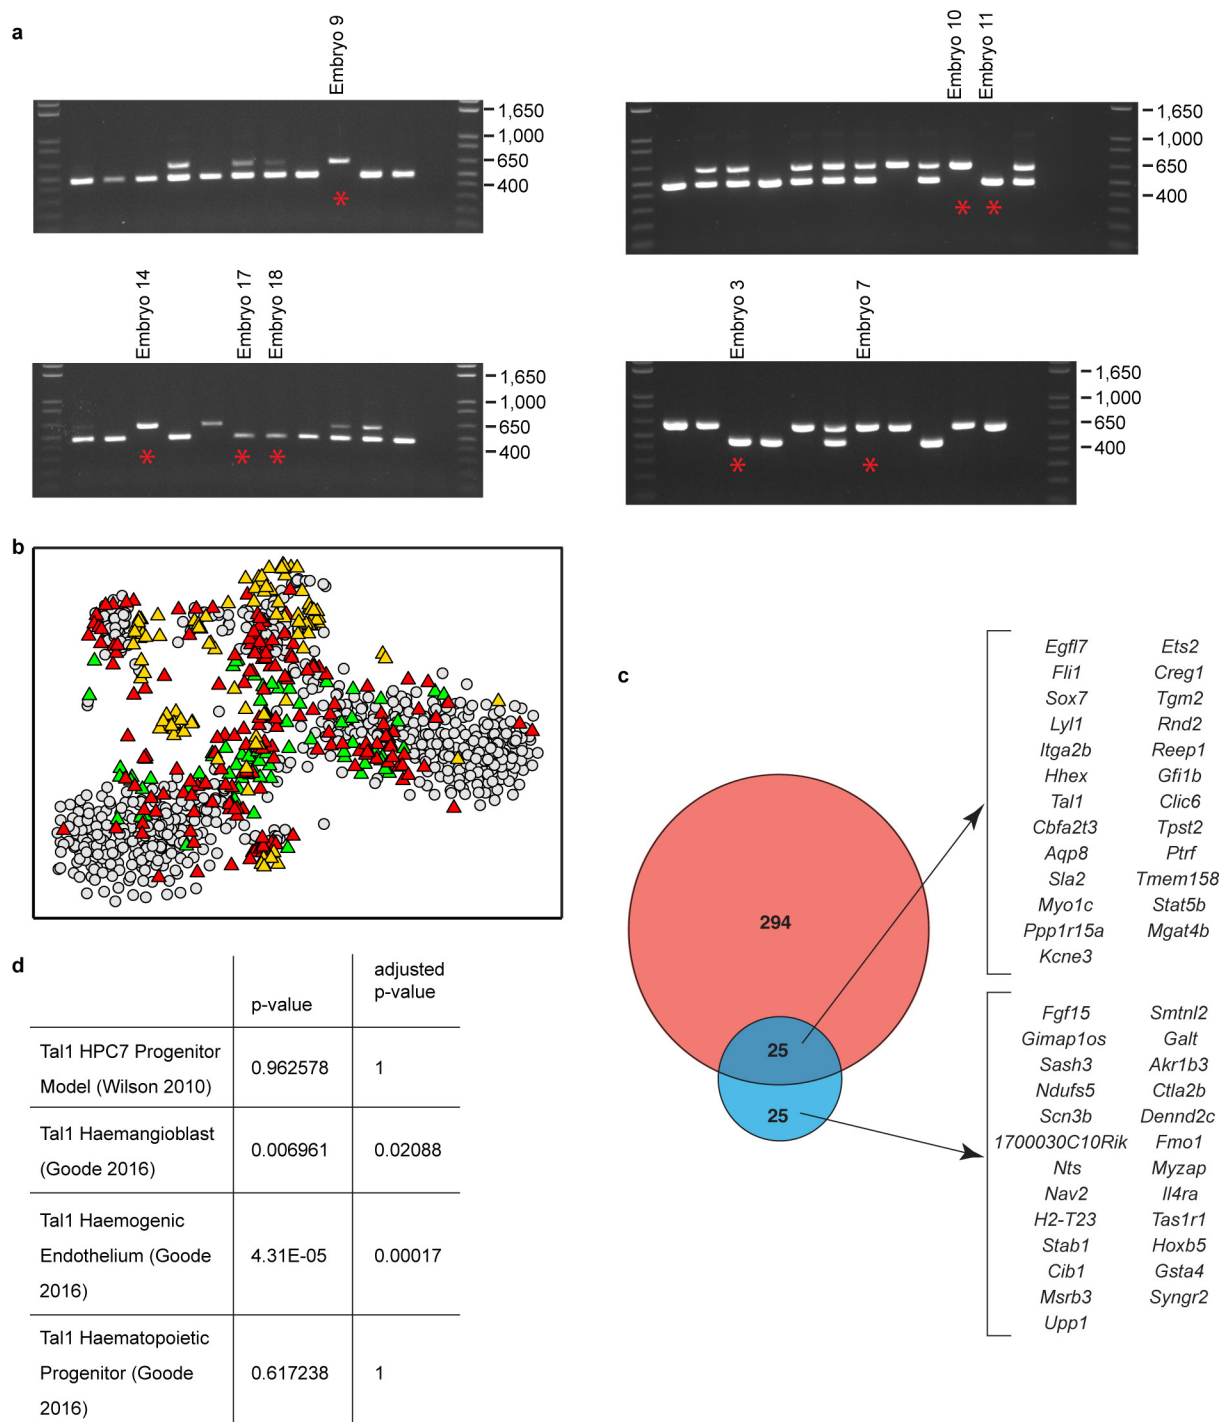 a
Embryo 9
1,650
1,000
650
400
Embryo 10
Embryo 11
1,650
1,000
650
400
*
* *
Embryo 14
Embryo 17
Embryo 18
1,650
1,000
650
400
Embryo 3
Embryo 7
1,650
1,000
650
400
* * *
* *
b
c
294
25
25
Egfl7 Ets2
Fli1 Creg1
Sox7 Tgm2
Lyl1 Rnd2
Itga2b Reep1
Hhex Gfi1b
Tal1 Clic6
Cbfa2t3 Tpst2
Aqp8 Ptrf
Sla2 Tmem158
Myo1c Stat5b
Ppp1r15a Mgat4b
Kcne3
Fgf15 Smtnl2
Gimap1os Galt
Sash3 Akr1b3
Ndufs5 Ctla2b
Scn3b Dennd2c
1700030C10Rik Fmo1
Nts Myzap
Nav2 Il4ra
H2-T23 Tas1r1
Stab1 Hoxb5
Cib1 Gsta4
Msrb3 Syngr2
Upp1
d
p-value
adjusted
p-value
Tal1 HPC7 Progenitor
Model (Wilson 2010)
0.962578
1
Tal1 Haemangioblast
(Goode 2016)
0.006961
0.02088
Tal1 Haemogenic
Endothelium (Goode
2016)
4.31E-05
0.00017
Tal1 Haematopoietic
Progenitor (Goode
2016)
0.617238
1